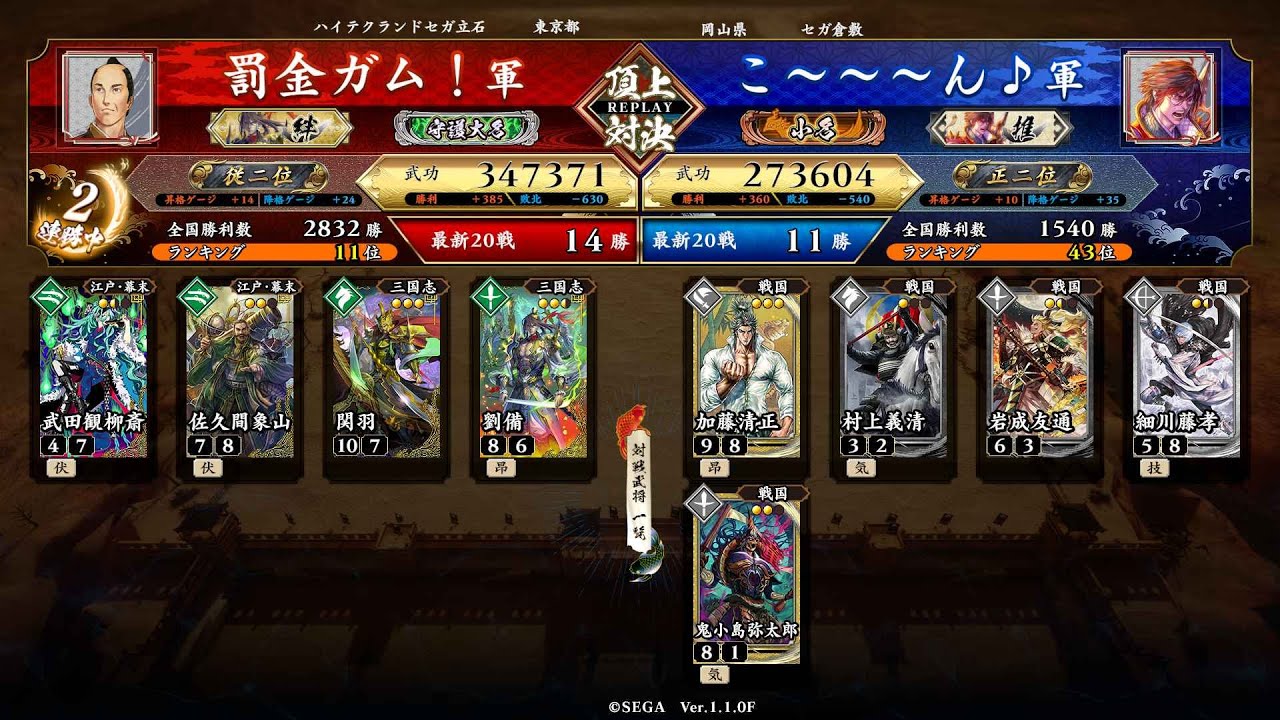 ハイテクランドセガ立石 東京都
岡山県 セガ倉敷
罰金ガム！軍
頂上
REPLAY
対決
こ～～～ん♪軍
絆
守護大名
小名
推
従二位
武功 347371
武功 273604
正二位
昇格ゲージ +14 降格ゲージ +24
勝利 +385 敗北 -630
勝利 +360 敗北 -540
昇格ゲージ +10 降格ゲージ +35
2
連勝中
全国勝利数 2832勝
ランキング 11位
最新20戦 14勝
最新20戦 11勝
全国勝利数 1540勝
ランキング 43位
江戸・幕末
武田観柳斎
4 7
伏
江戸・幕末
佐久間象山
7 8
伏
三国志
関羽
10 7
三国志
劉備
8 6
昂
対戦武将一覧
戦国
加藤清正
9 8
昂
戦国
村上義清
3 2
気
戦国
岩成友通
6 3
戦国
細川藤孝
5 8
技
戦国
鬼小島弥太郎
8 1
気
©SEGA Ver.1.1.0F